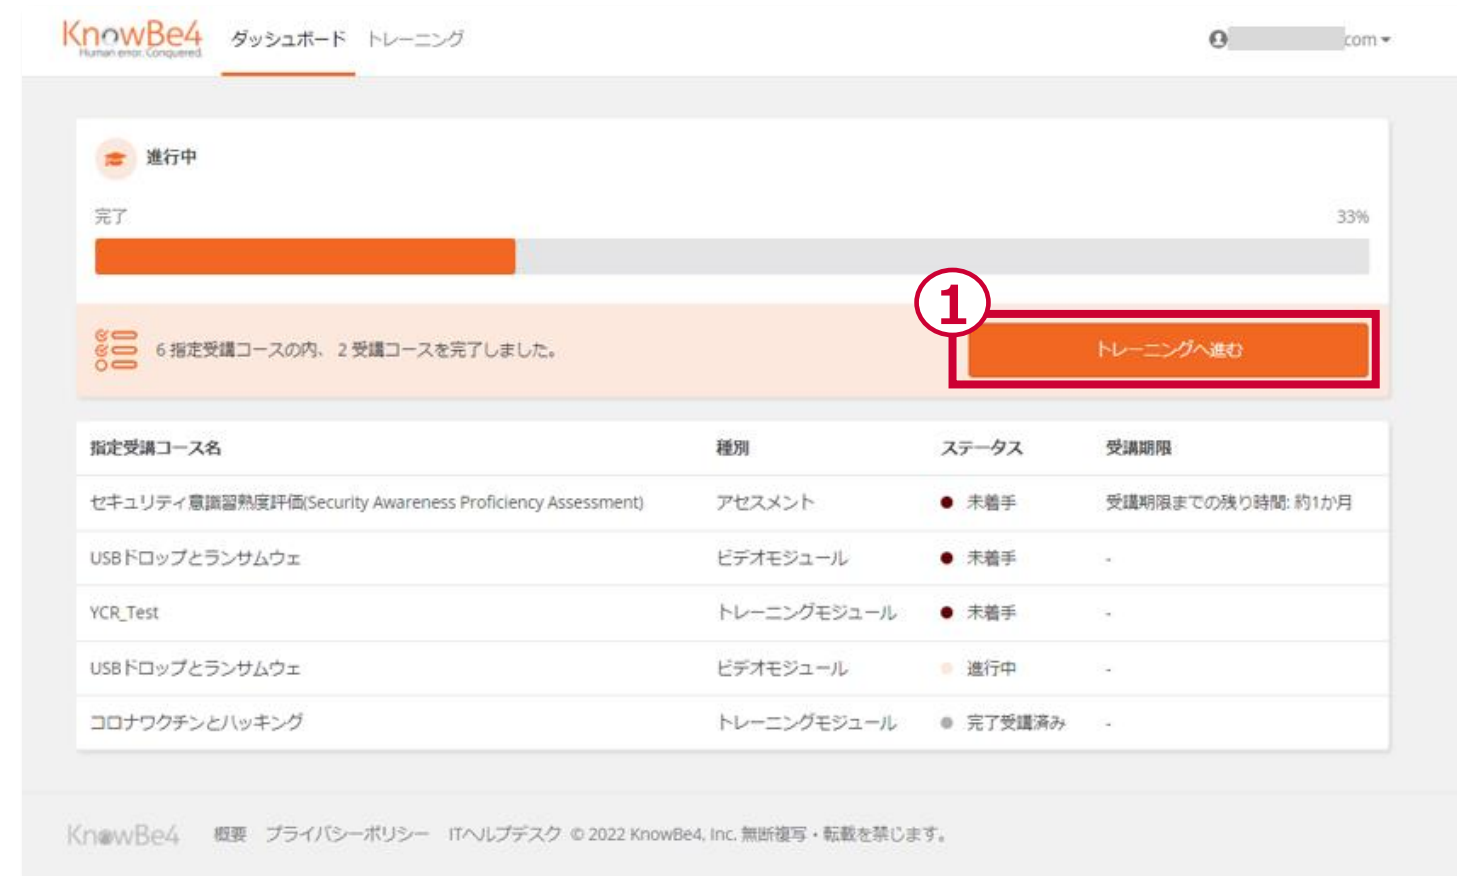 KnowBe4
Human error. Conquered.
ダッシュボード トレーニング
com
進行中
完了
33%
1
6 指定受講コースの内、 2 受講コースを完了しました。
トレーニングへ進む
指定受講コース名 種別 ステータス 受講期限
セキュリティ意識習熟度評価(Security Awareness Proficiency Assessment) アセスメント 未着手 受講期限までの残り時間: 約1か月
USBドロップとランサムウェ ビデオモジュール 未着手 -
YCR_Test トレーニングモジュール 未着手 -
USBドロップとランサムウェ ビデオモジュール 進行中 -
コロナワクチンとハッキング トレーニングモジュール 完了受講済み -
KnowBe4 概要 プライバシーポリシー ITヘルプデスク © 2022 KnowBe4, Inc. 無断複写・転載を禁じます。